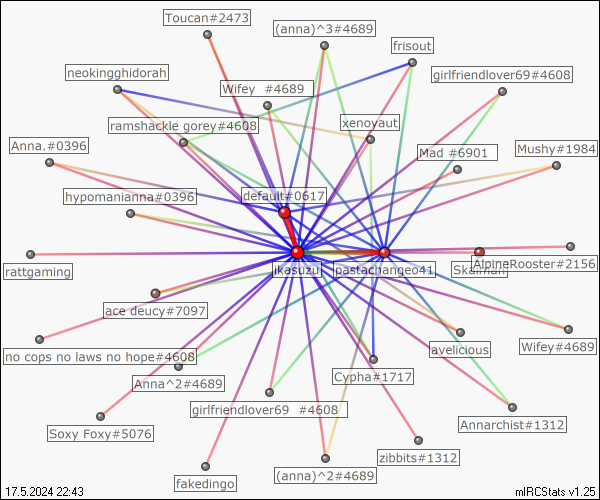 Toucan#2473
(anna)^3#4689
frisout
neokingghidorah
girlfriendlover69#4608
Wifey #4689
ramshackle gorey#4608
xenoyaut
Anna.#0396
Mad #6901
Mushy#1984
hypomanianna#0396
default#0617
rattgaming
ikasuzu
pastachangeo41
AlpineRooster#2156
ace deucy#7097
no cops no laws no hope#4608
avelicious
Wifey#4689
Anna^2#4689
Cypha#1717
girlfriendlover69 #4608
Annarchist#1312
Soxy Foxy#5076
zibbits#1312
fakedingo
(anna)^2#4689
17.5.2024 22:43
mIRCStats v1.25